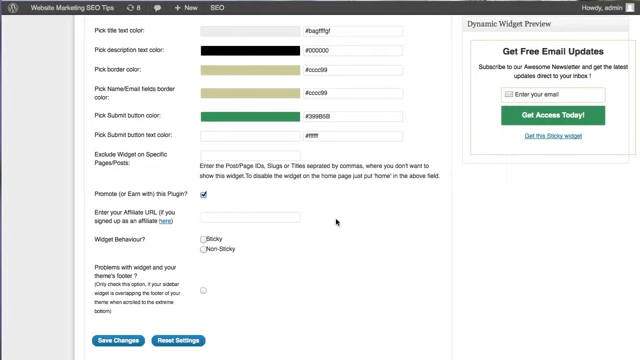 Website Marketing SEO Tips 8 New SEO Howdy, admin
Pick title text color: #bagffffgf
Pick description text color: #000000
Pick border color: #cccc99
Pick Name/Email fields border
color: #cccc99
Pick Submit button color: #399B5B
Pick Submit button text color: #ffffff
Exclude Widget on Specific
Pages/Posts:
Enter the Post/Page IDs, Slugs or Titles seprated by commas, where you don't want to
show this widget.To disable the widget on the home page just put 'home' in the above field.
Promote (or Earn with) this Plugin?
Enter your Affiliate URL (if you
signed up as an affiliate here)
Widget Behaviour? Sticky
Non-Sticky
Problems with widget and your
theme's footer ?
(Only check this option, if your sidebar
widget is overlapping the footer of your
theme when scrolled to the extreme
bottom)
Save Changes Reset Settings
Dynamic Widget Preview
Get Free Email Updates
Subscribe to our Awesome Newsletter and get the latest
updates direct to your inbox !
Enter your email
Get Access Today!
Get this Sticky widget